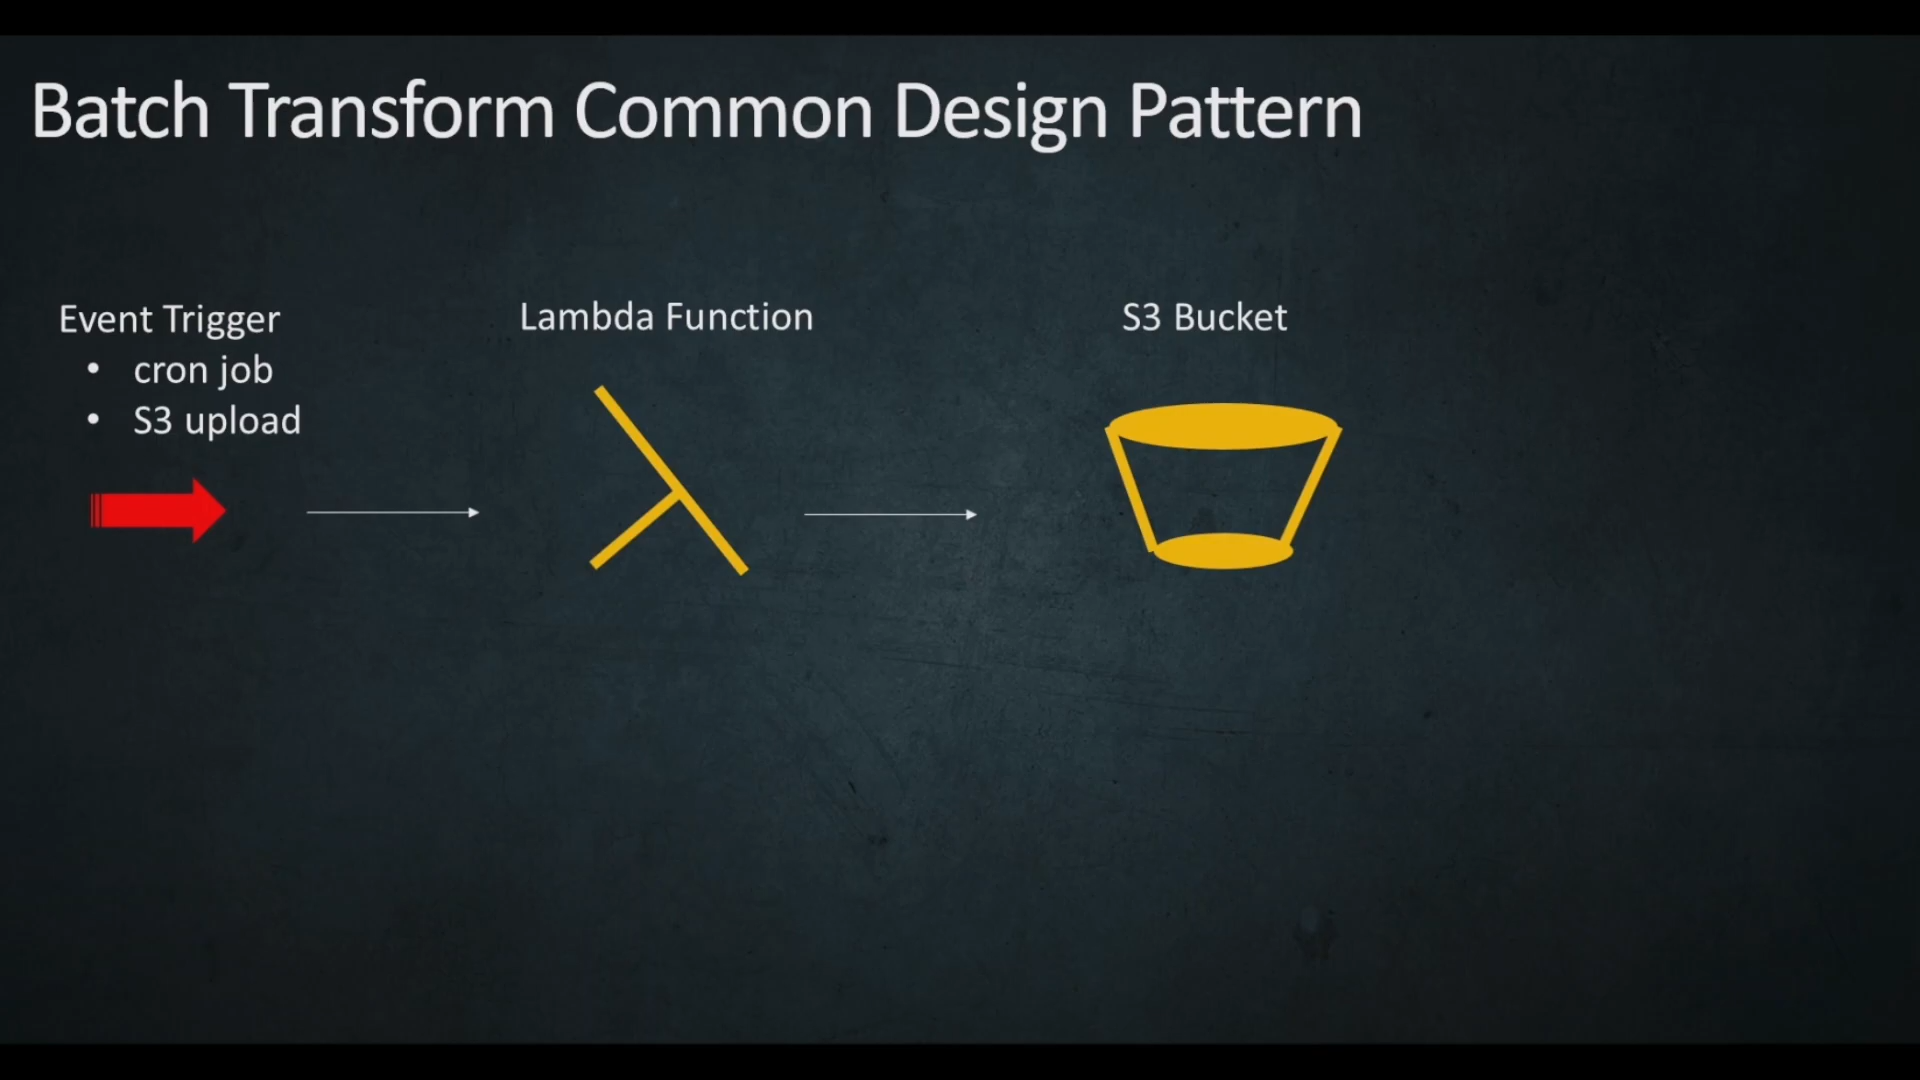 Batch Transform Common Design Pattern
Event Trigger
• cron job
• S3 upload
Lambda Function
S3 Bucket